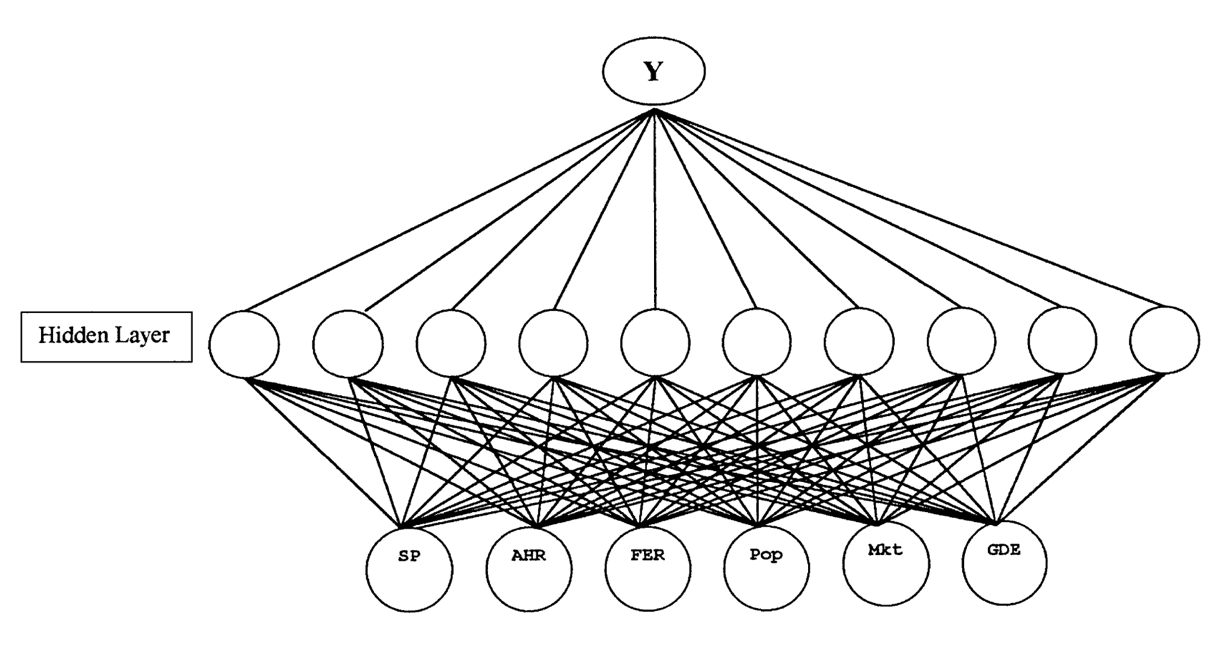 Y
Hidden Layer
SP
AHR
FER
Pop
Mkt
GDE